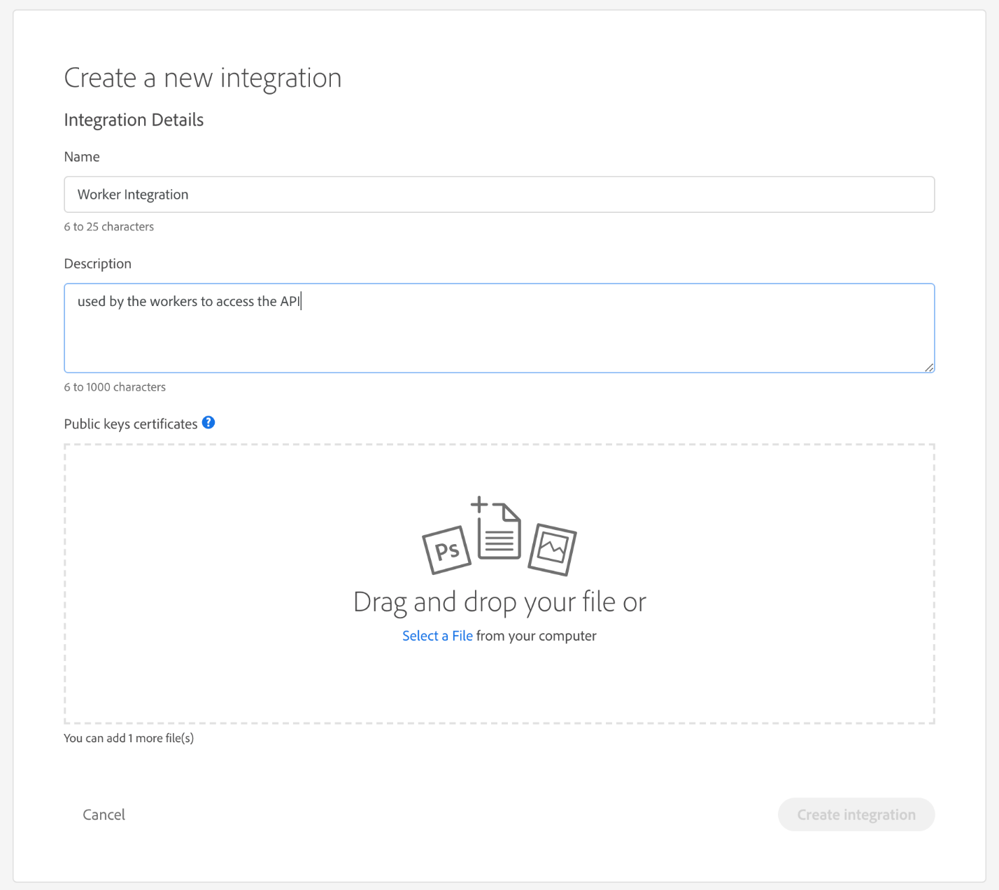 Create a new integration
Integration Details
Name
Worker Integration
6 to 25 characters
Description
used by the workers to access the API
6 to 1000 characters
Public keys certificates ?
Ps
Drag and drop your file or
Select a File from your computer
You can add 1 more file(s)
Cancel
Create integration